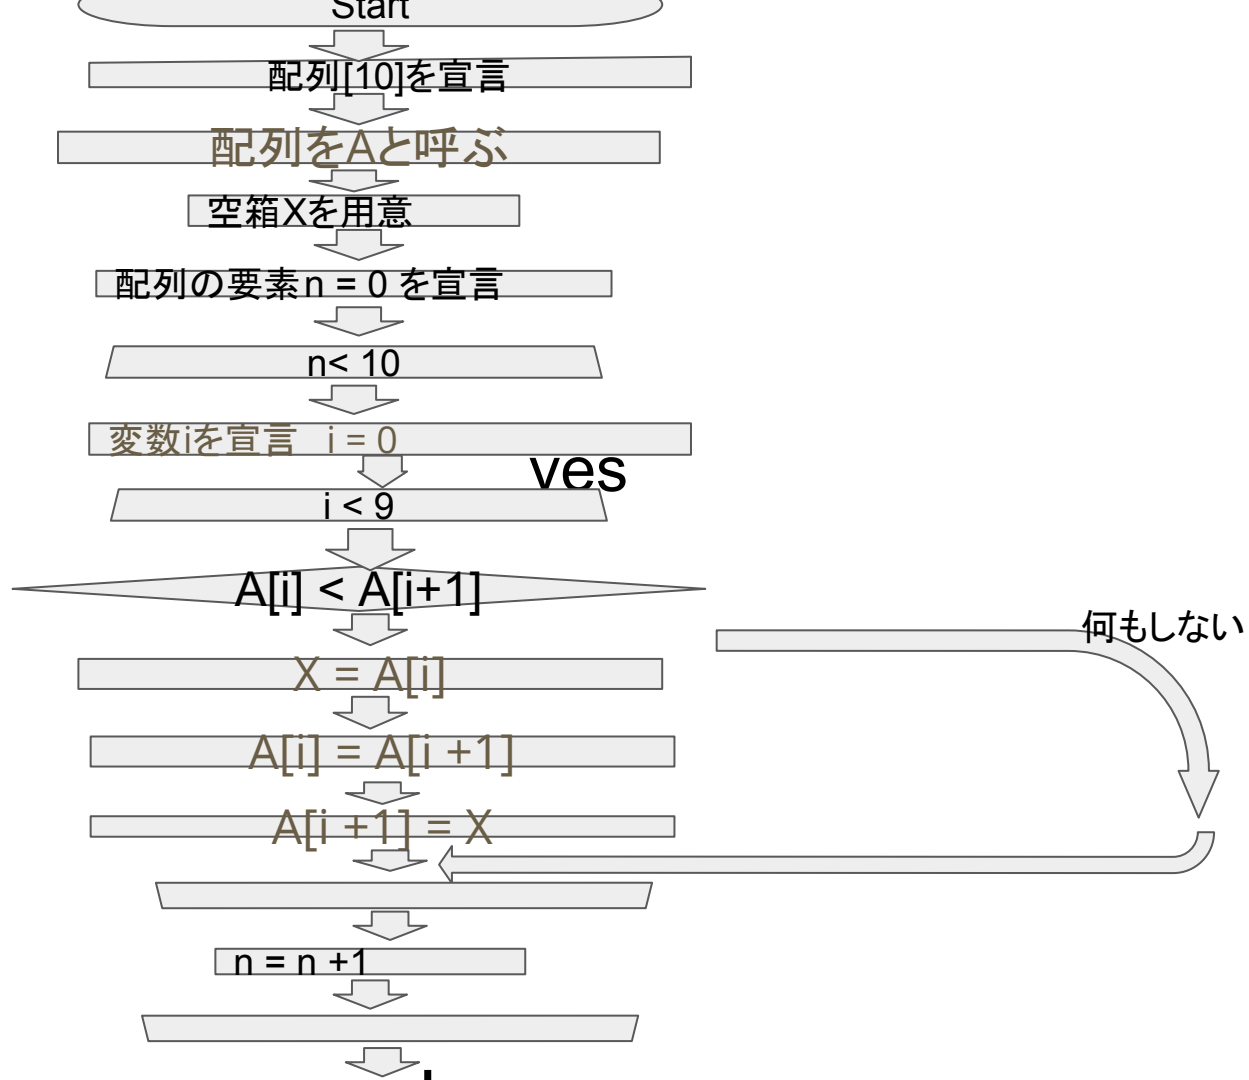 Start
配列[10]を宣言
配列をAと呼ぶ
空箱Xを用意
配列の要素n = 0 を宣言
n< 10
変数iを宣言 i = 0
yes
i < 9
A[i] < A[i+1]
何もしない
X = A[i]
A[i] = A[i +1]
A[i +1] = X
n = n +1